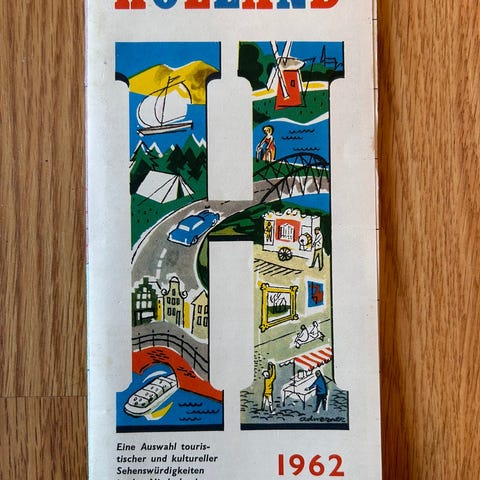 HOLLAND
Eine Auswahl touris-
tischer und kultureller
Sehenswürdigkeiten
1962